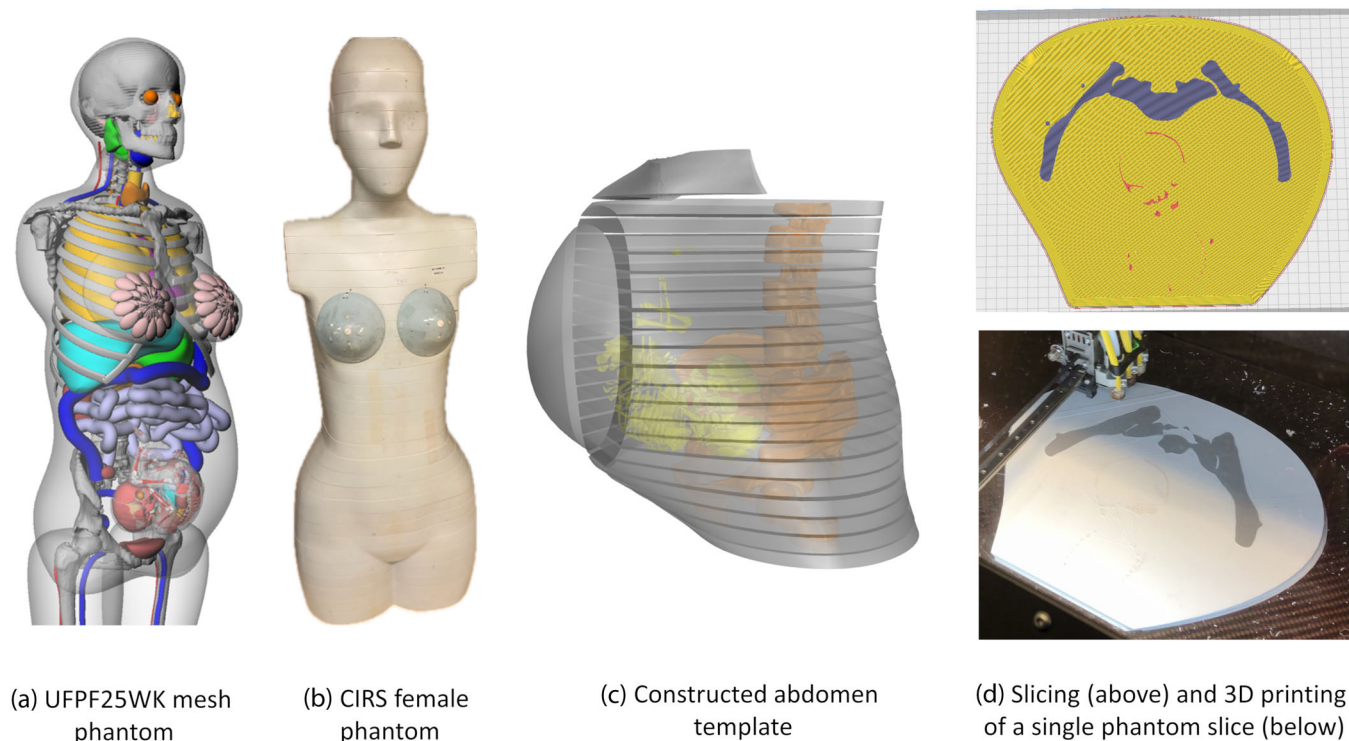 (a) UFPF25WK mesh
phantom
(b) CIRS female
phantom
(c) Constructed abdomen
template
(d) Slicing (above) and 3D printing
of a single phantom slice (below)